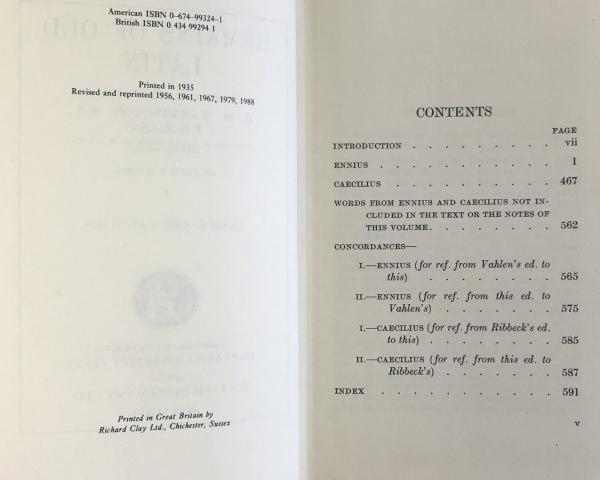 American ISBN 0-674-99324-1
British ISBN 0 434 99294 1
Printed in 1935
Revised and reprinted 1956, 1961, 1967, 1979, 1988
Printed in Great Britain by
Richard Clay Ltd., Chichester, Sussex
CONTENTS
PAGE
INTRODUCTION . . . . . . . . . vii
ENNIUS . . . . . . . . . . 1
CAECILIUS . . . . . . . . . 467
WORDS FROM ENNIUS AND CAECILIUS NOT IN-
CLUDED IN THE TEXT OR THE NOTES OF
THIS VOLUME. . . . . . . . 562
CONCORDANCES—
I.—ENNIUS (for ref. from Vahlen's ed. to
this) . . . . . . . . 565
II.—ENNIUS (for ref. from this ed. to
Vahlen's) . . . . . . . 575
I.—CAECILIUS (for ref. from Ribbeck's ed.
to this) . . . . . . . 585
II.—CAECILIUS (for ref. from this ed. to
Ribbeck's) . . . . . . 587
INDEX . . . . . . . . . . 591
v